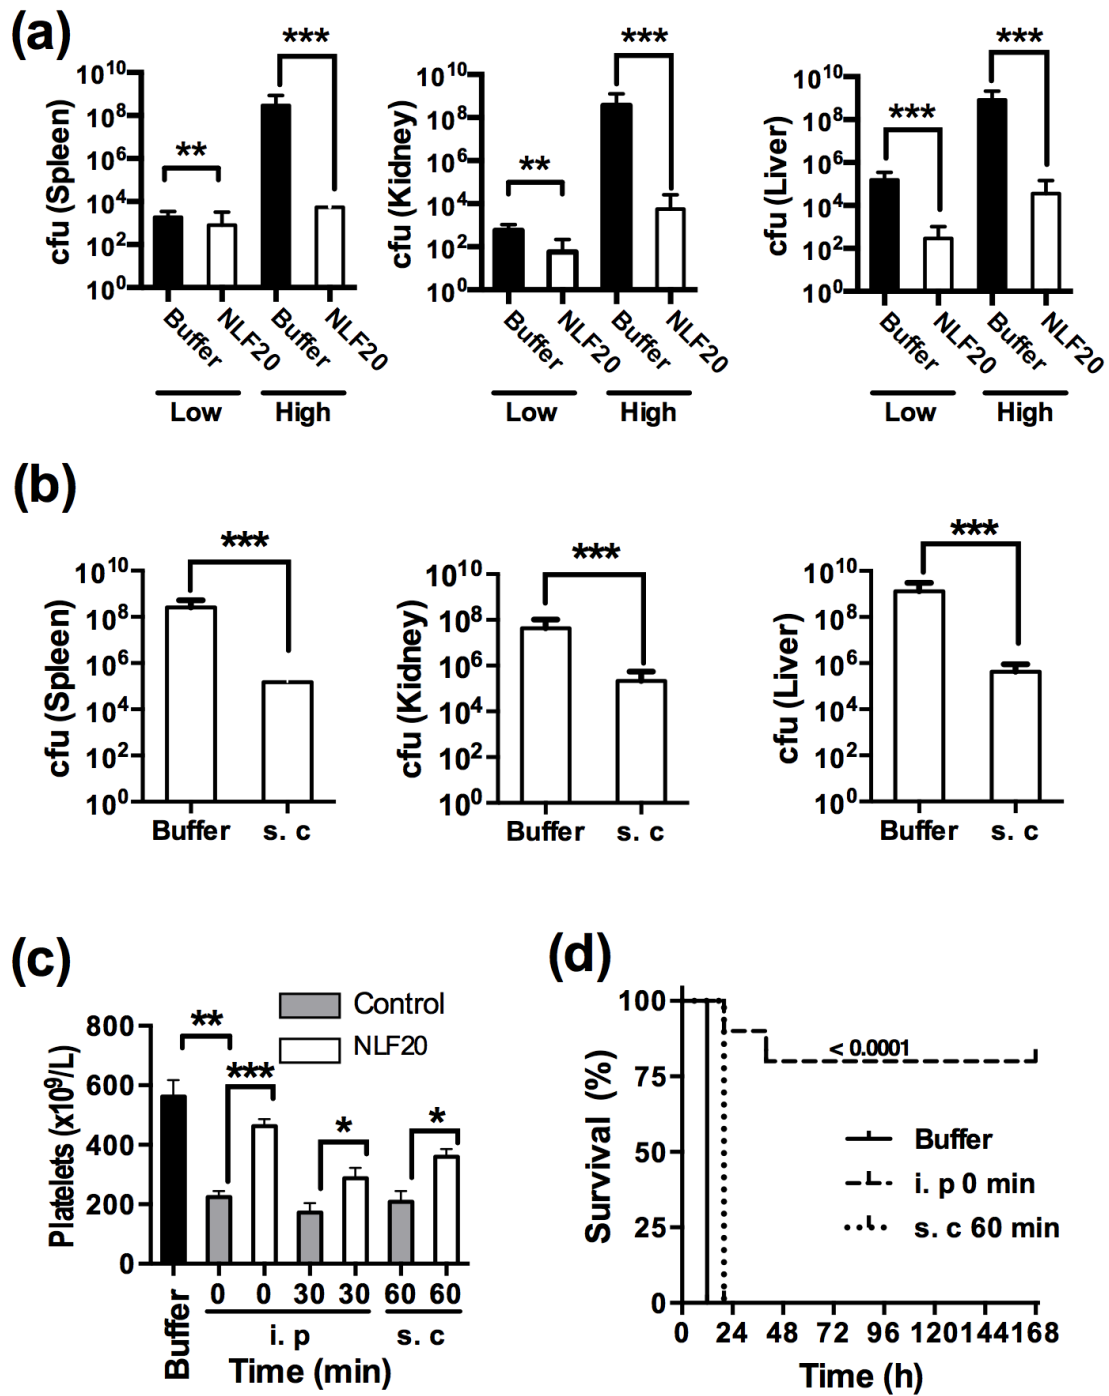 (a)
*** *** ***
cfu (Spleen) 10¹⁰ 10⁸ 10⁶ 10⁴ 10² 10⁰ **
cfu (Kidney) 10¹⁰ 10⁸ 10⁶ 10⁴ 10² 10⁰ **
cfu (Liver) 10¹⁰ 10⁸ 10⁶ 10⁴ 10² 10⁰ ***
Buffer NLF20 Buffer NLF20
Low High
Buffer NLF20 Buffer NLF20
Low High
Buffer NLF20 Buffer NLF20
Low High
(b)
*** *** ***
cfu (Spleen) 10¹⁰ 10⁸ 10⁶ 10⁴ 10² 10⁰
Buffer s. c
cfu (Kidney) 10¹⁰ 10⁸ 10⁶ 10⁴ 10² 10⁰
Buffer s. c
cfu (Liver) 10¹⁰ 10⁸ 10⁶ 10⁴ 10² 10⁰
Buffer s. c
(c)
Control
NLF20
Platelets (x10⁹/L)
800
600
400
200
0
** *** * *
Buffer 0 0 30 30 60 60
i. p s. c
Time (min)
(d)
Survival (%)
100
75
50
25
0
< 0.0001
Buffer
i. p 0 min
s. c 60 min
0 24 48 72 96 120 144 168
Time (h)